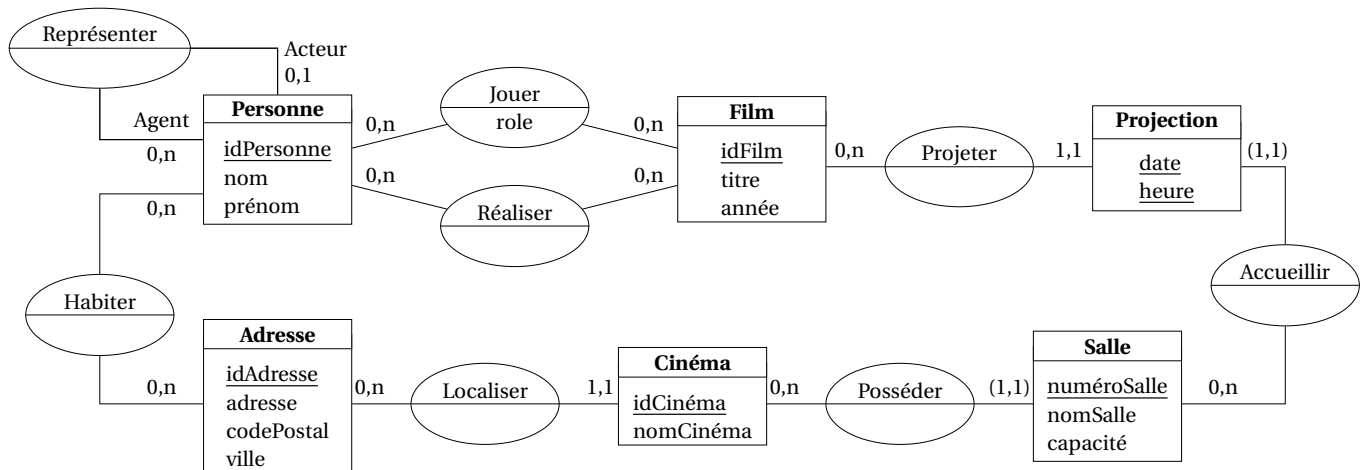 Représenter
Acteur
0,1
Agent
0,n
Personne
idPersonne
nom
prénom
0,n
0,n
0,n
Jouer
role
Réaliser
0,n
0,n
Film
idFilm
titre
année
0,n
Projeter
1,1
Projection
date
heure
(1,1)
Accueillir
Habiter
0,n
Adresse
idAdresse
adresse
codePostal
ville
0,n
Localiser
1,1
Cinéma
idCinéma
nomCinéma
0,n
Posséder
(1,1)
Salle
numéroSalle
nomSalle
capacité
0,n